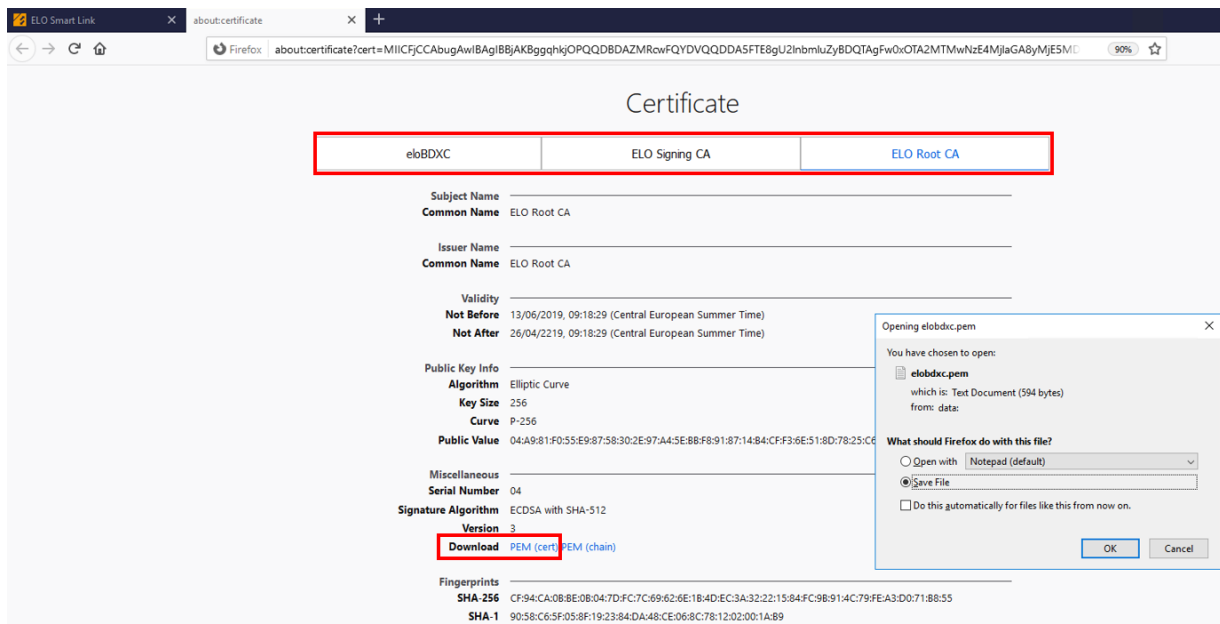 ELO Smart Link
about:certificate
Firefox about:certificate?cert=MIICFjCCAbugAwIBAgIBBjAKBggqhkjOPQQDBDAZMRcwFQYDVQQDDA5FTE8gU2lnbmluZyBDQTAgFw0xOTA2MTMwNzE4MjlaGA8yMjE5MD 90%
Certificate
eloBDXC ELO Signing CA ELO Root CA
Subject Name
Common Name ELO Root CA
Issuer Name
Common Name ELO Root CA
Validity
Not Before 13/06/2019, 09:18:29 (Central European Summer Time)
Not After 26/04/2219, 09:18:29 (Central European Summer Time)
Public Key Info
Algorithm Elliptic Curve
Key Size 256
Curve P-256
Public Value 04:A9:81:F0:55:E9:87:58:30:2E:97:A4:5E:BB:F8:91:87:14:B4:CF:F3:6E:51:8D:78:25:C6
Miscellaneous
Serial Number 04
Signature Algorithm ECDSA with SHA-512
Version 3
Download PEM (cert) PEM (chain)
Fingerprints
SHA-256 CF:94:CA:0B:BE:0B:04:7D:FC:7C:69:62:6E:1B:4D:EC:3A:32:22:15:84:FC:9B:91:4C:79:FE:A3:D0:71:B8:55
SHA-1 90:58:C6:5F:05:8F:19:23:84:DA:48:CE:06:8C:78:12:02:00:1A:B9
Opening elobdxc.pem
You have chosen to open:
elobdxc.pem
which is: Text Document (594 bytes)
from: data:
What should Firefox do with this file?
Open with Notepad (default)
Save File
Do this automatically for files like this from now on.
OK Cancel